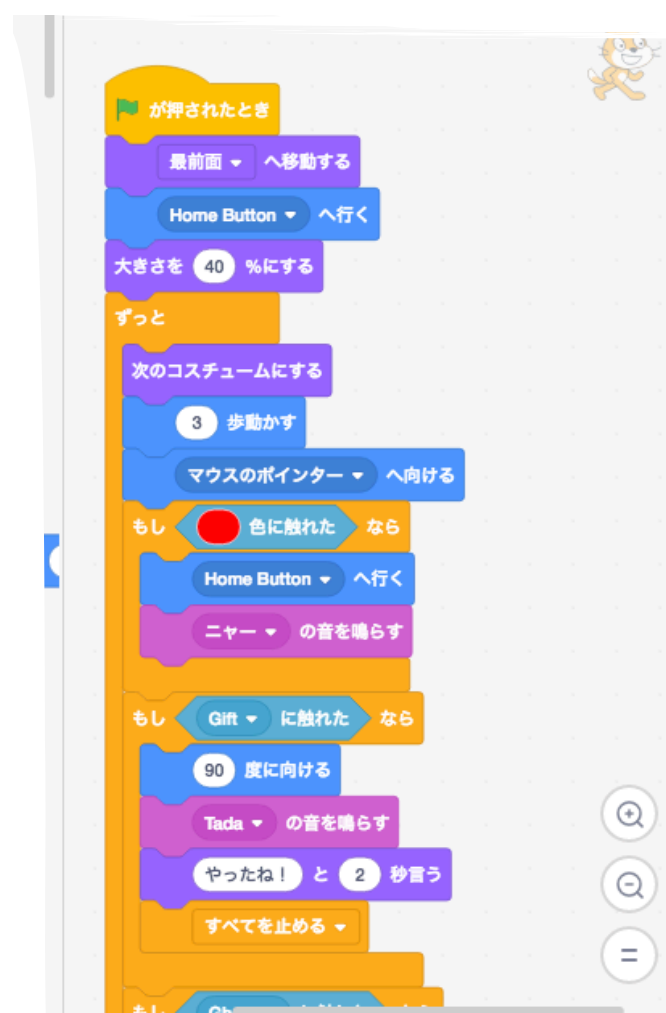 が押されたとき
最前面 へ移動する
Home Button へ行く
大きさを 40 %にする
ずっと
次のコスチュームにする
3 歩動かす
マウスのポインター へ向ける
もし 色に触れた なら
Home Button へ行く
ニャー の音を鳴らす
もし Gift に触れた なら
90 度に向ける
Tada の音を鳴らす
やったね! と 2 秒言う
すべてを止める
もし